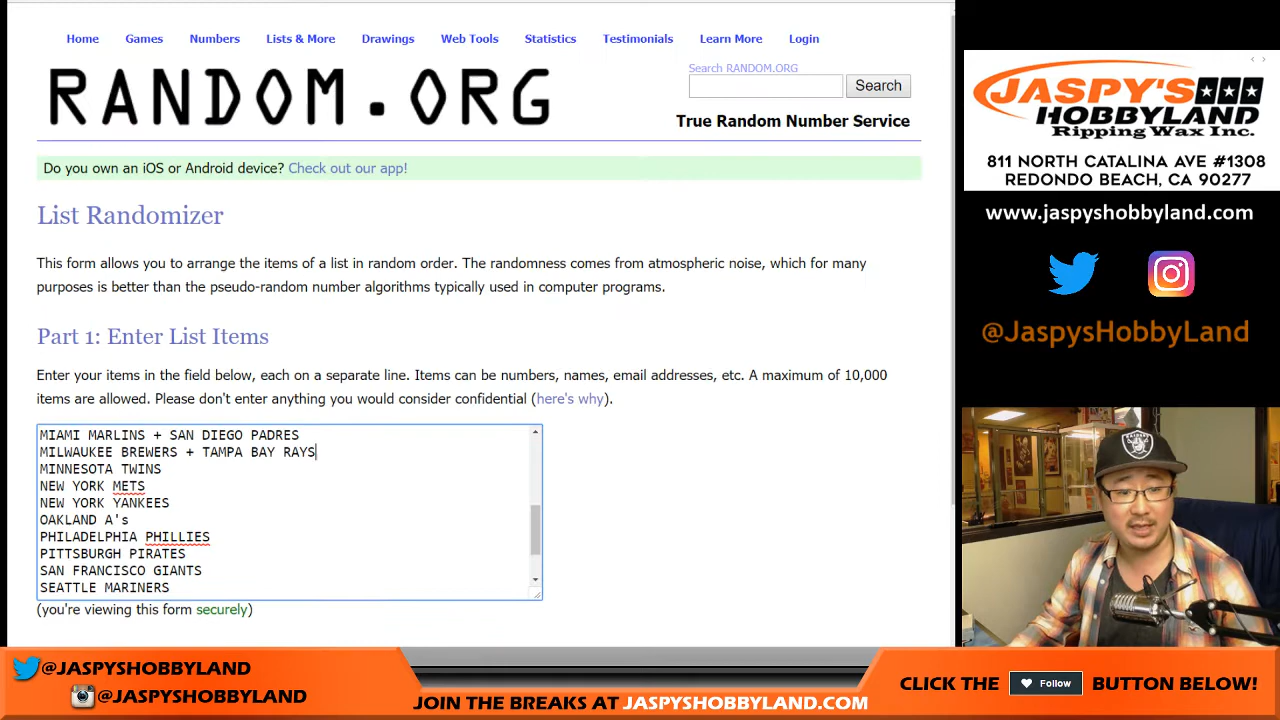 Home Games Numbers Lists & More Drawings Web Tools Statistics Testimonials Learn More Login
RANDOM.ORG
Search RANDOM.ORG
Search
True Random Number Service
Do you own an iOS or Android device? Check out our app!
List Randomizer
This form allows you to arrange the items of a list in random order. The randomness comes from atmospheric noise, which for many
purposes is better than the pseudo-random number algorithms typically used in computer programs.
Part 1: Enter List Items
Enter your items in the field below, each on a separate line. Items can be numbers, names, email addresses, etc. A maximum of 10,000
items are allowed. Please don't enter anything you would consider confidential (here's why).
MIAMI MARLINS + SAN DIEGO PADRES
MILWAUKEE BREWERS + TAMPA BAY RAYS
MINNESOTA TWINS
NEW YORK METS
NEW YORK YANKEES
OAKLAND A's
PHILADELPHIA PHILLIES
PITTSBURGH PIRATES
SAN FRANCISCO GIANTS
SEATTLE MARINERS
(you're viewing this form securely)
JASPY'S
HOBBYLAND
Ripping Wax Inc.
811 NORTH CATALINA AVE #1308
REDONDO BEACH, CA 90277
www.jaspyshobbyland.com
@JaspysHobbyLand
@JASPYSHOBBYLAND
@JASPYSHOBBYLAND
JOIN THE BREAKS AT JASPYSHOBBYLAND.COM
CLICK THE Follow BUTTON BELOW!